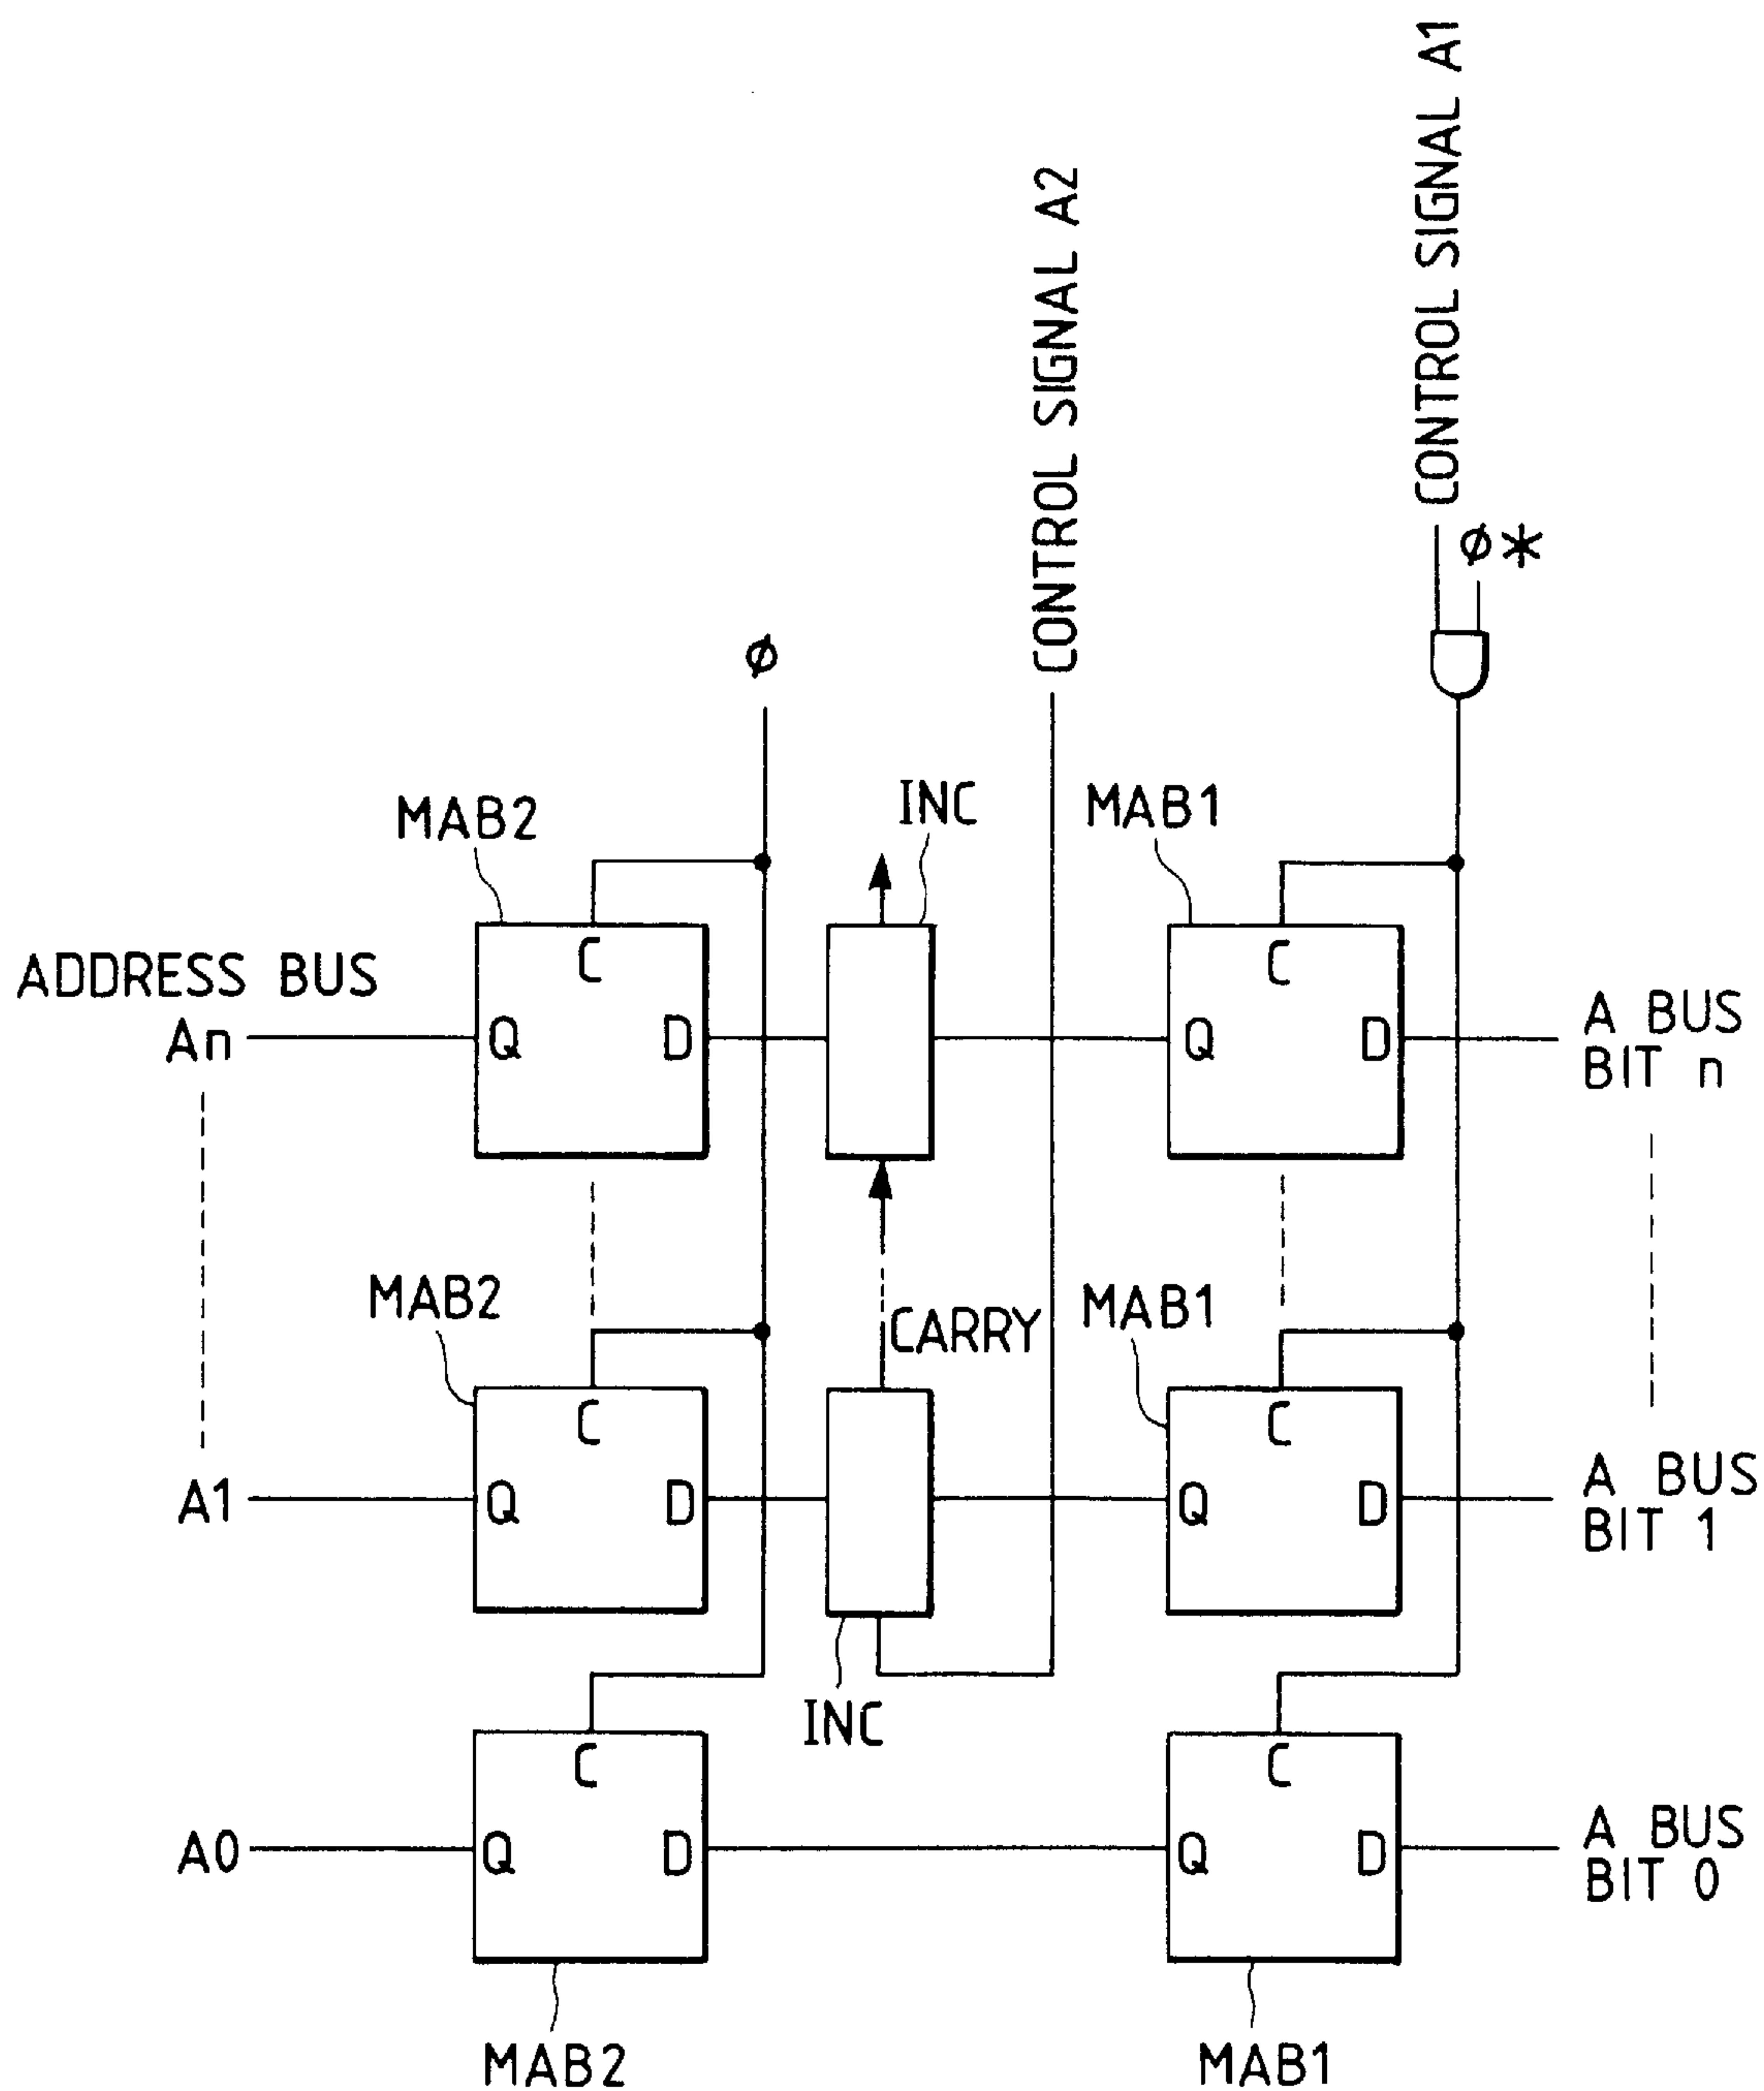 CONTROL SIGNAL A1
CONTROL SIGNAL A2
ø*
ø
MAB2
INC
MAB1
C
C
ADDRESS BUS
An
Q
D
Q
D
A BUS
BIT n
MAB2
CARRY
MAB1
C
C
A1
Q
D
Q
D
A BUS
BIT 1
INC
C
C
A0
Q
D
Q
D
A BUS
BIT 0
MAB2
MAB1